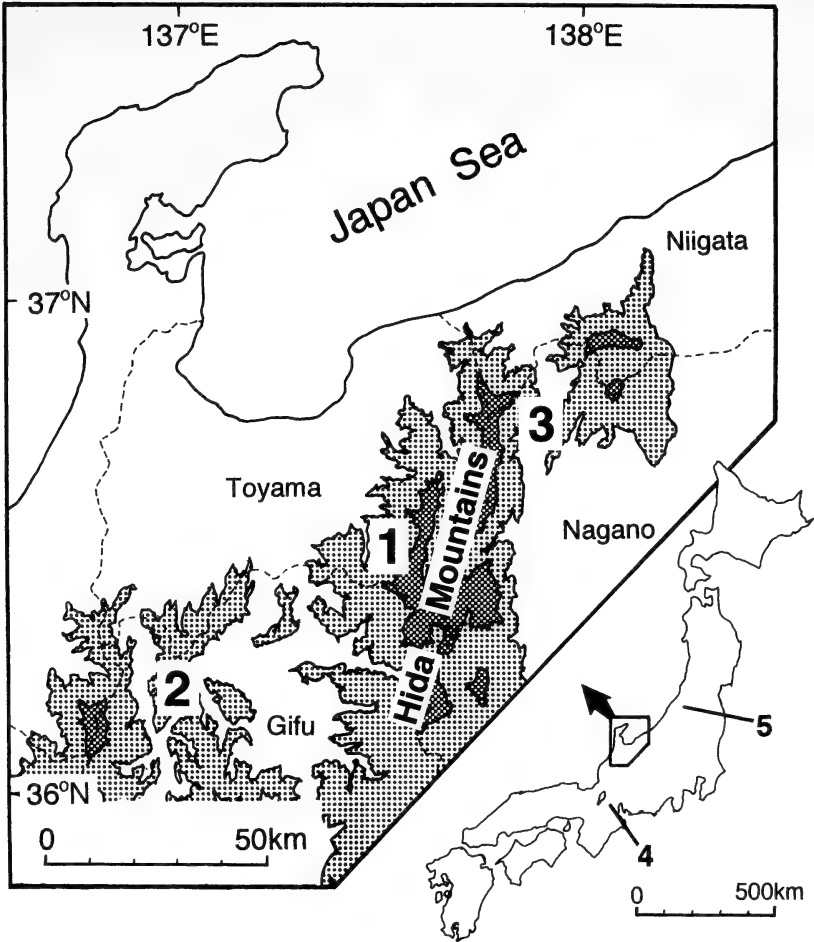 137°E 138°E
Japan Sea
Niigata
37°N
3
Toyama
Nagano
1
Hida Mountains
2
Gifu
5
36°N
0 50km
4
0 500km